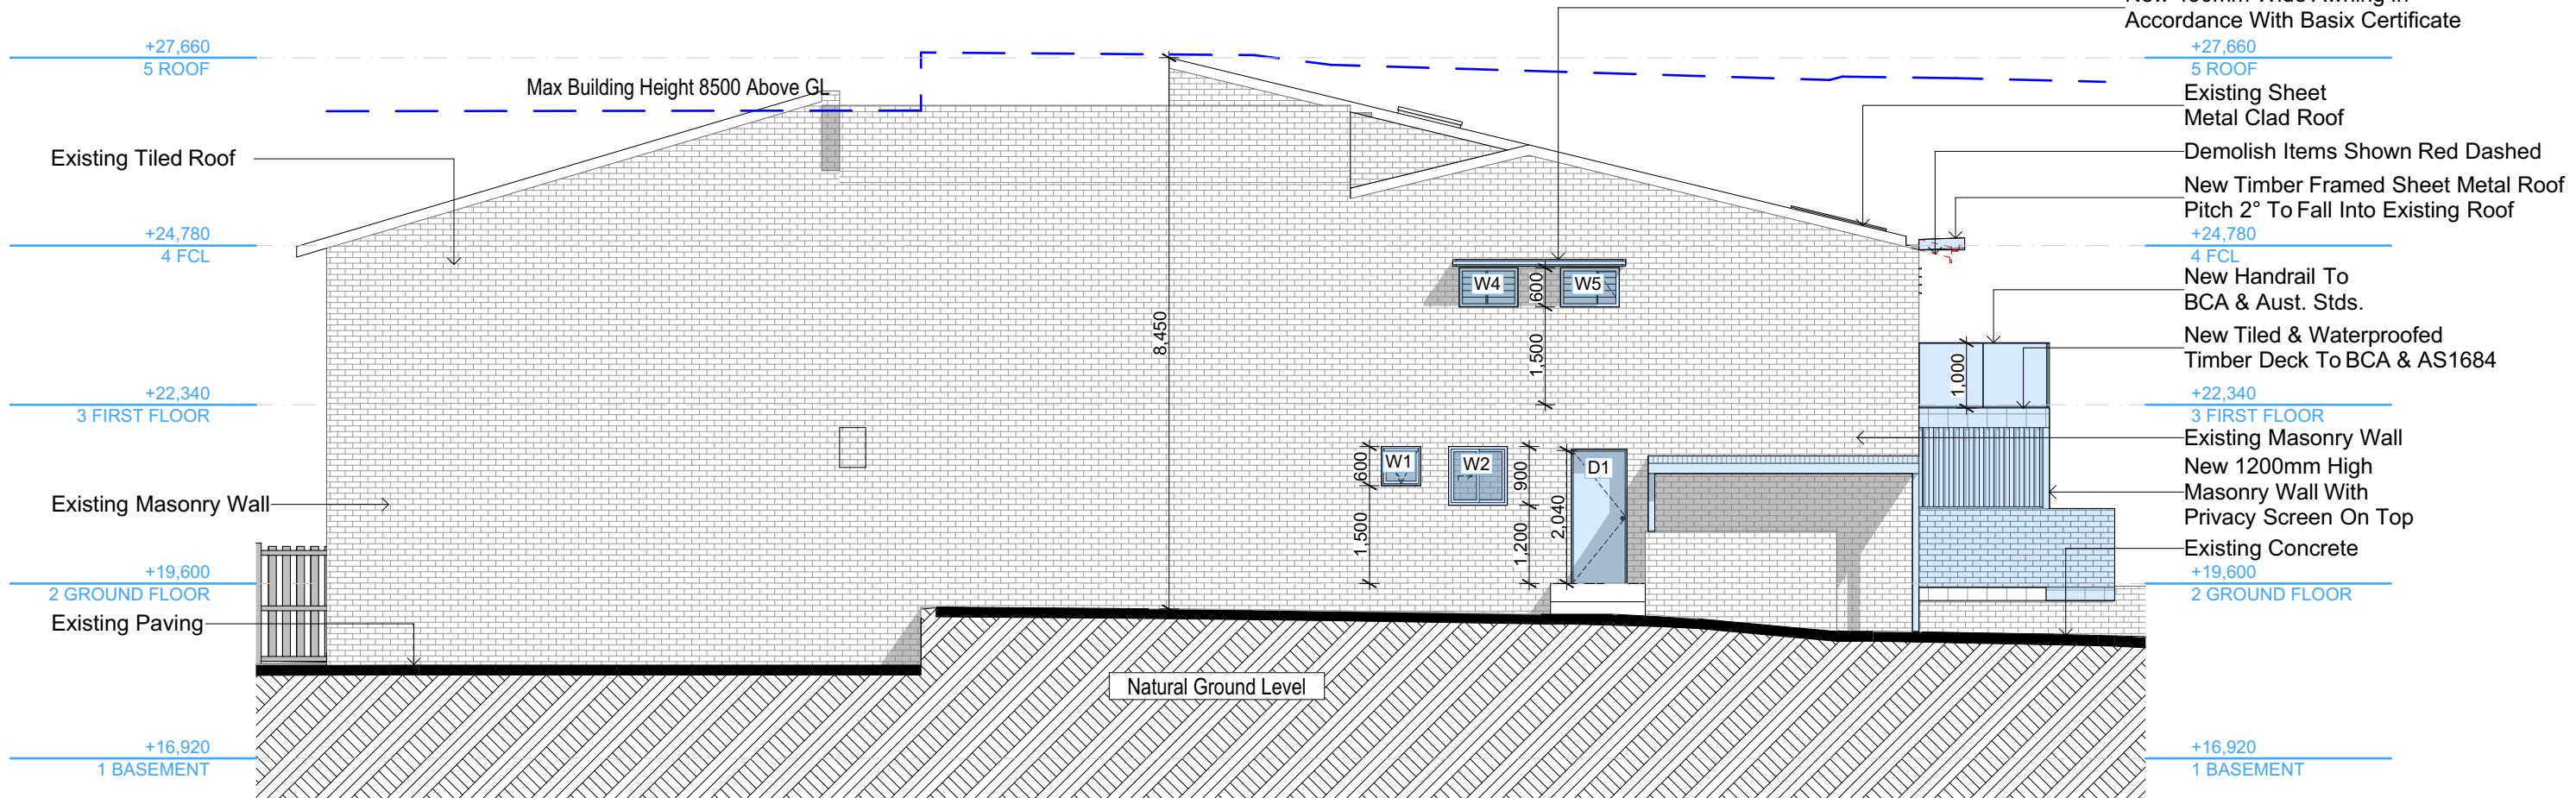 Accordance With Basix Certificate
+27,660
5 ROOF
+27,660
5 ROOF
Max Building Height 8500 Above GL
Existing Sheet
Metal Clad Roof
Existing Tiled Roof
Demolish Items Shown Red Dashed
New Timber Framed Sheet Metal Roof
Pitch 2° To Fall Into Existing Roof
+24,780
4 FCL
+24,780
4 FCL
W4
600
W5
New Handrail To
BCA & Aust. Stds.
8,450
1,500
New Tiled & Waterproofed
Timber Deck To BCA & AS1684
1,000
+22,340
3 FIRST FLOOR
+22,340
3 FIRST FLOOR
Existing Masonry Wall
600
W1
W2
900
D1
New 1200mm High
Masonry Wall With
Privacy Screen On Top
Existing Masonry Wall
1,500
1,200
2,040
Existing Concrete
+19,600
2 GROUND FLOOR
+19,600
2 GROUND FLOOR
Existing Paving
Natural Ground Level
+16,920
1 BASEMENT
+16,920
1 BASEMENT